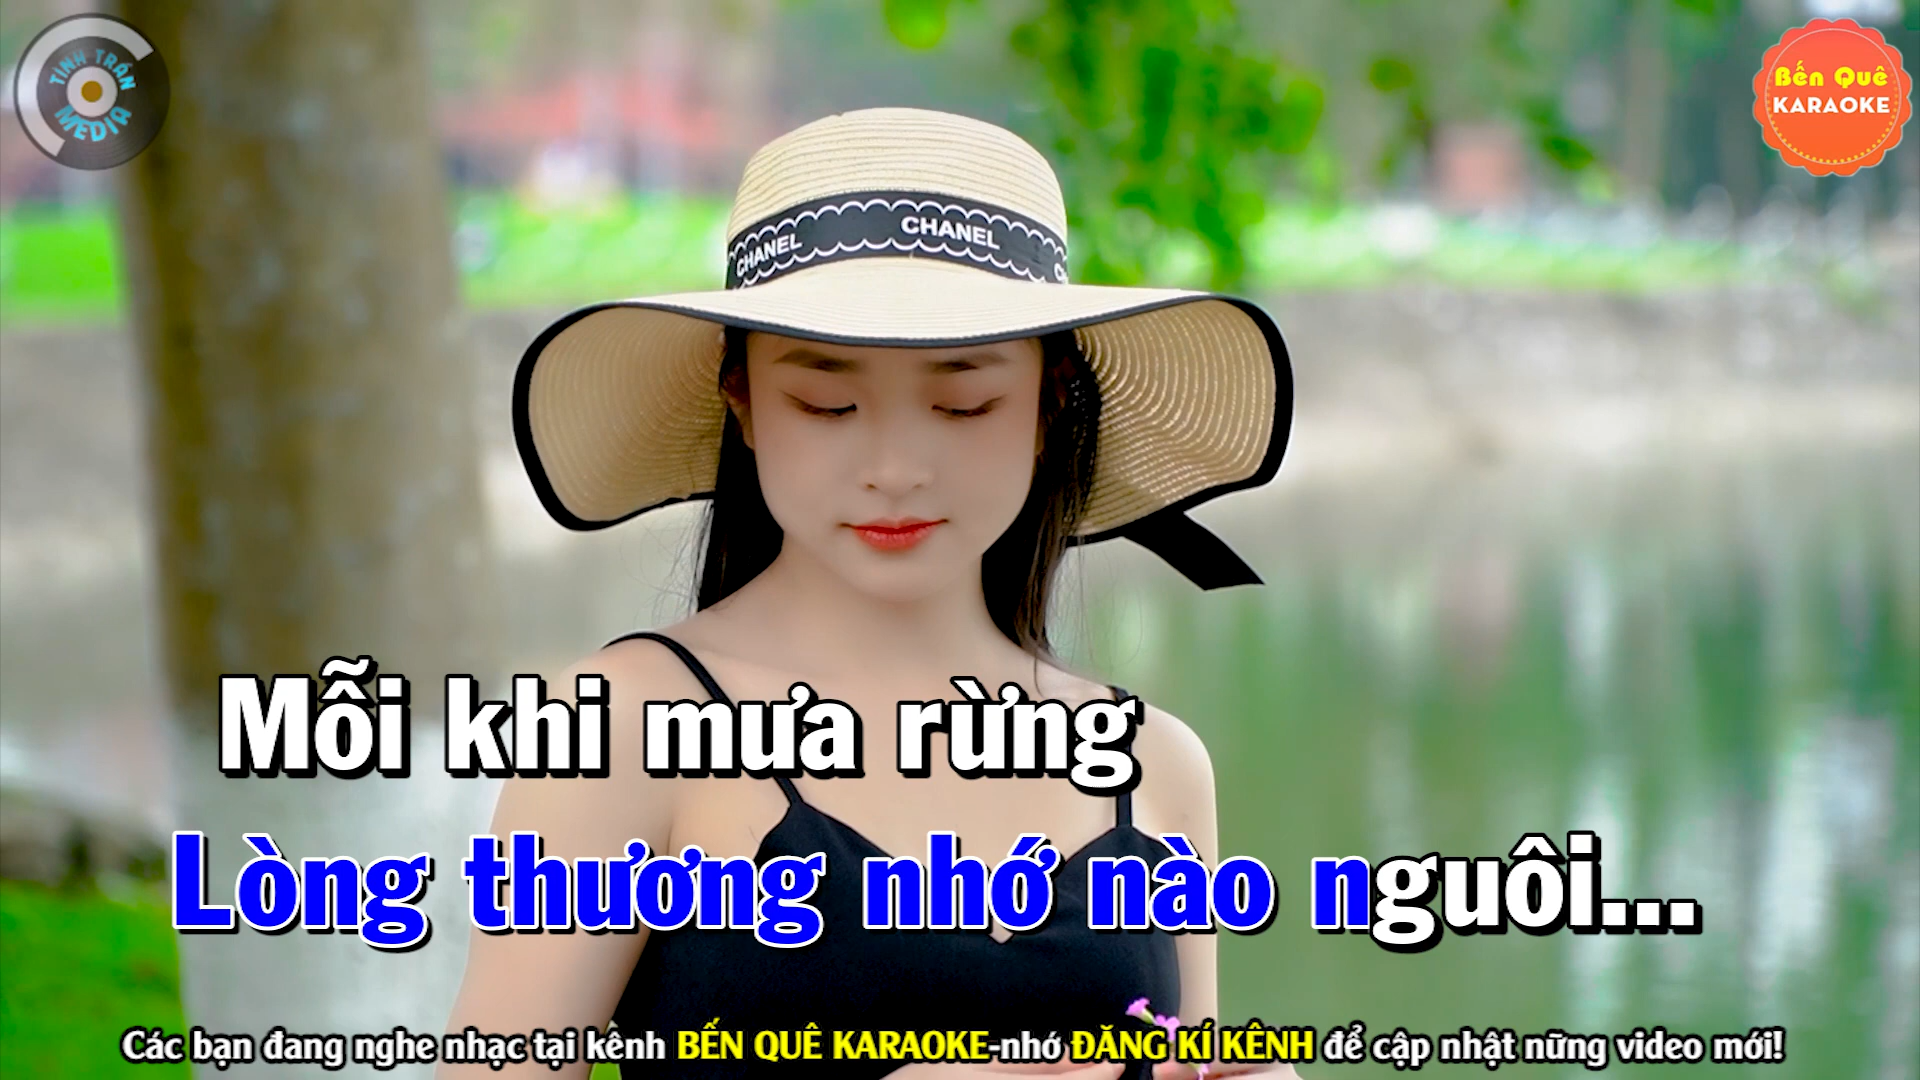 TÌNH TRẦN
MEDIA
Bến Quê
KARAOKE
CHANEL CHANEL
Mỗi khi mưa rừng
Lòng thương nhớ nào nguôi...
Các bạn đang nghe nhạc tại kênh BẾN QUÊ KARAOKE-nhớ ĐĂNG KÍ KÊNH để cập nhật nững video mới!